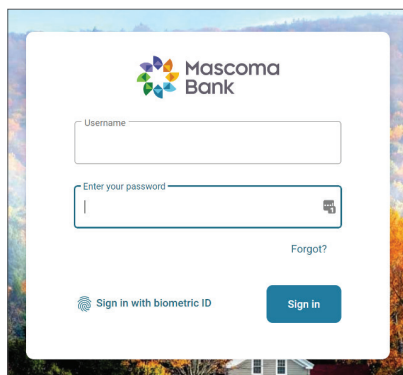 Mascoma
Bank
Username
Enter your password
Forgot?
Sign in with biometric ID
Sign in